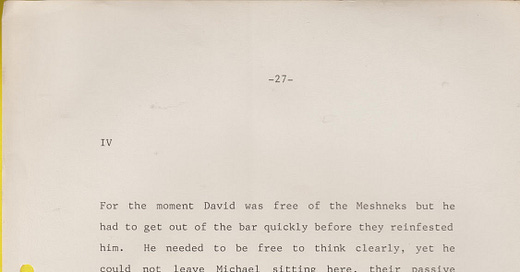 -27-
IV
For the moment David was free of the Meshneks but he
had to get out of the bar quickly before they reinfested
him. He needed to be free to think clearly, yet he
could not leave Michael sitting here, their passive